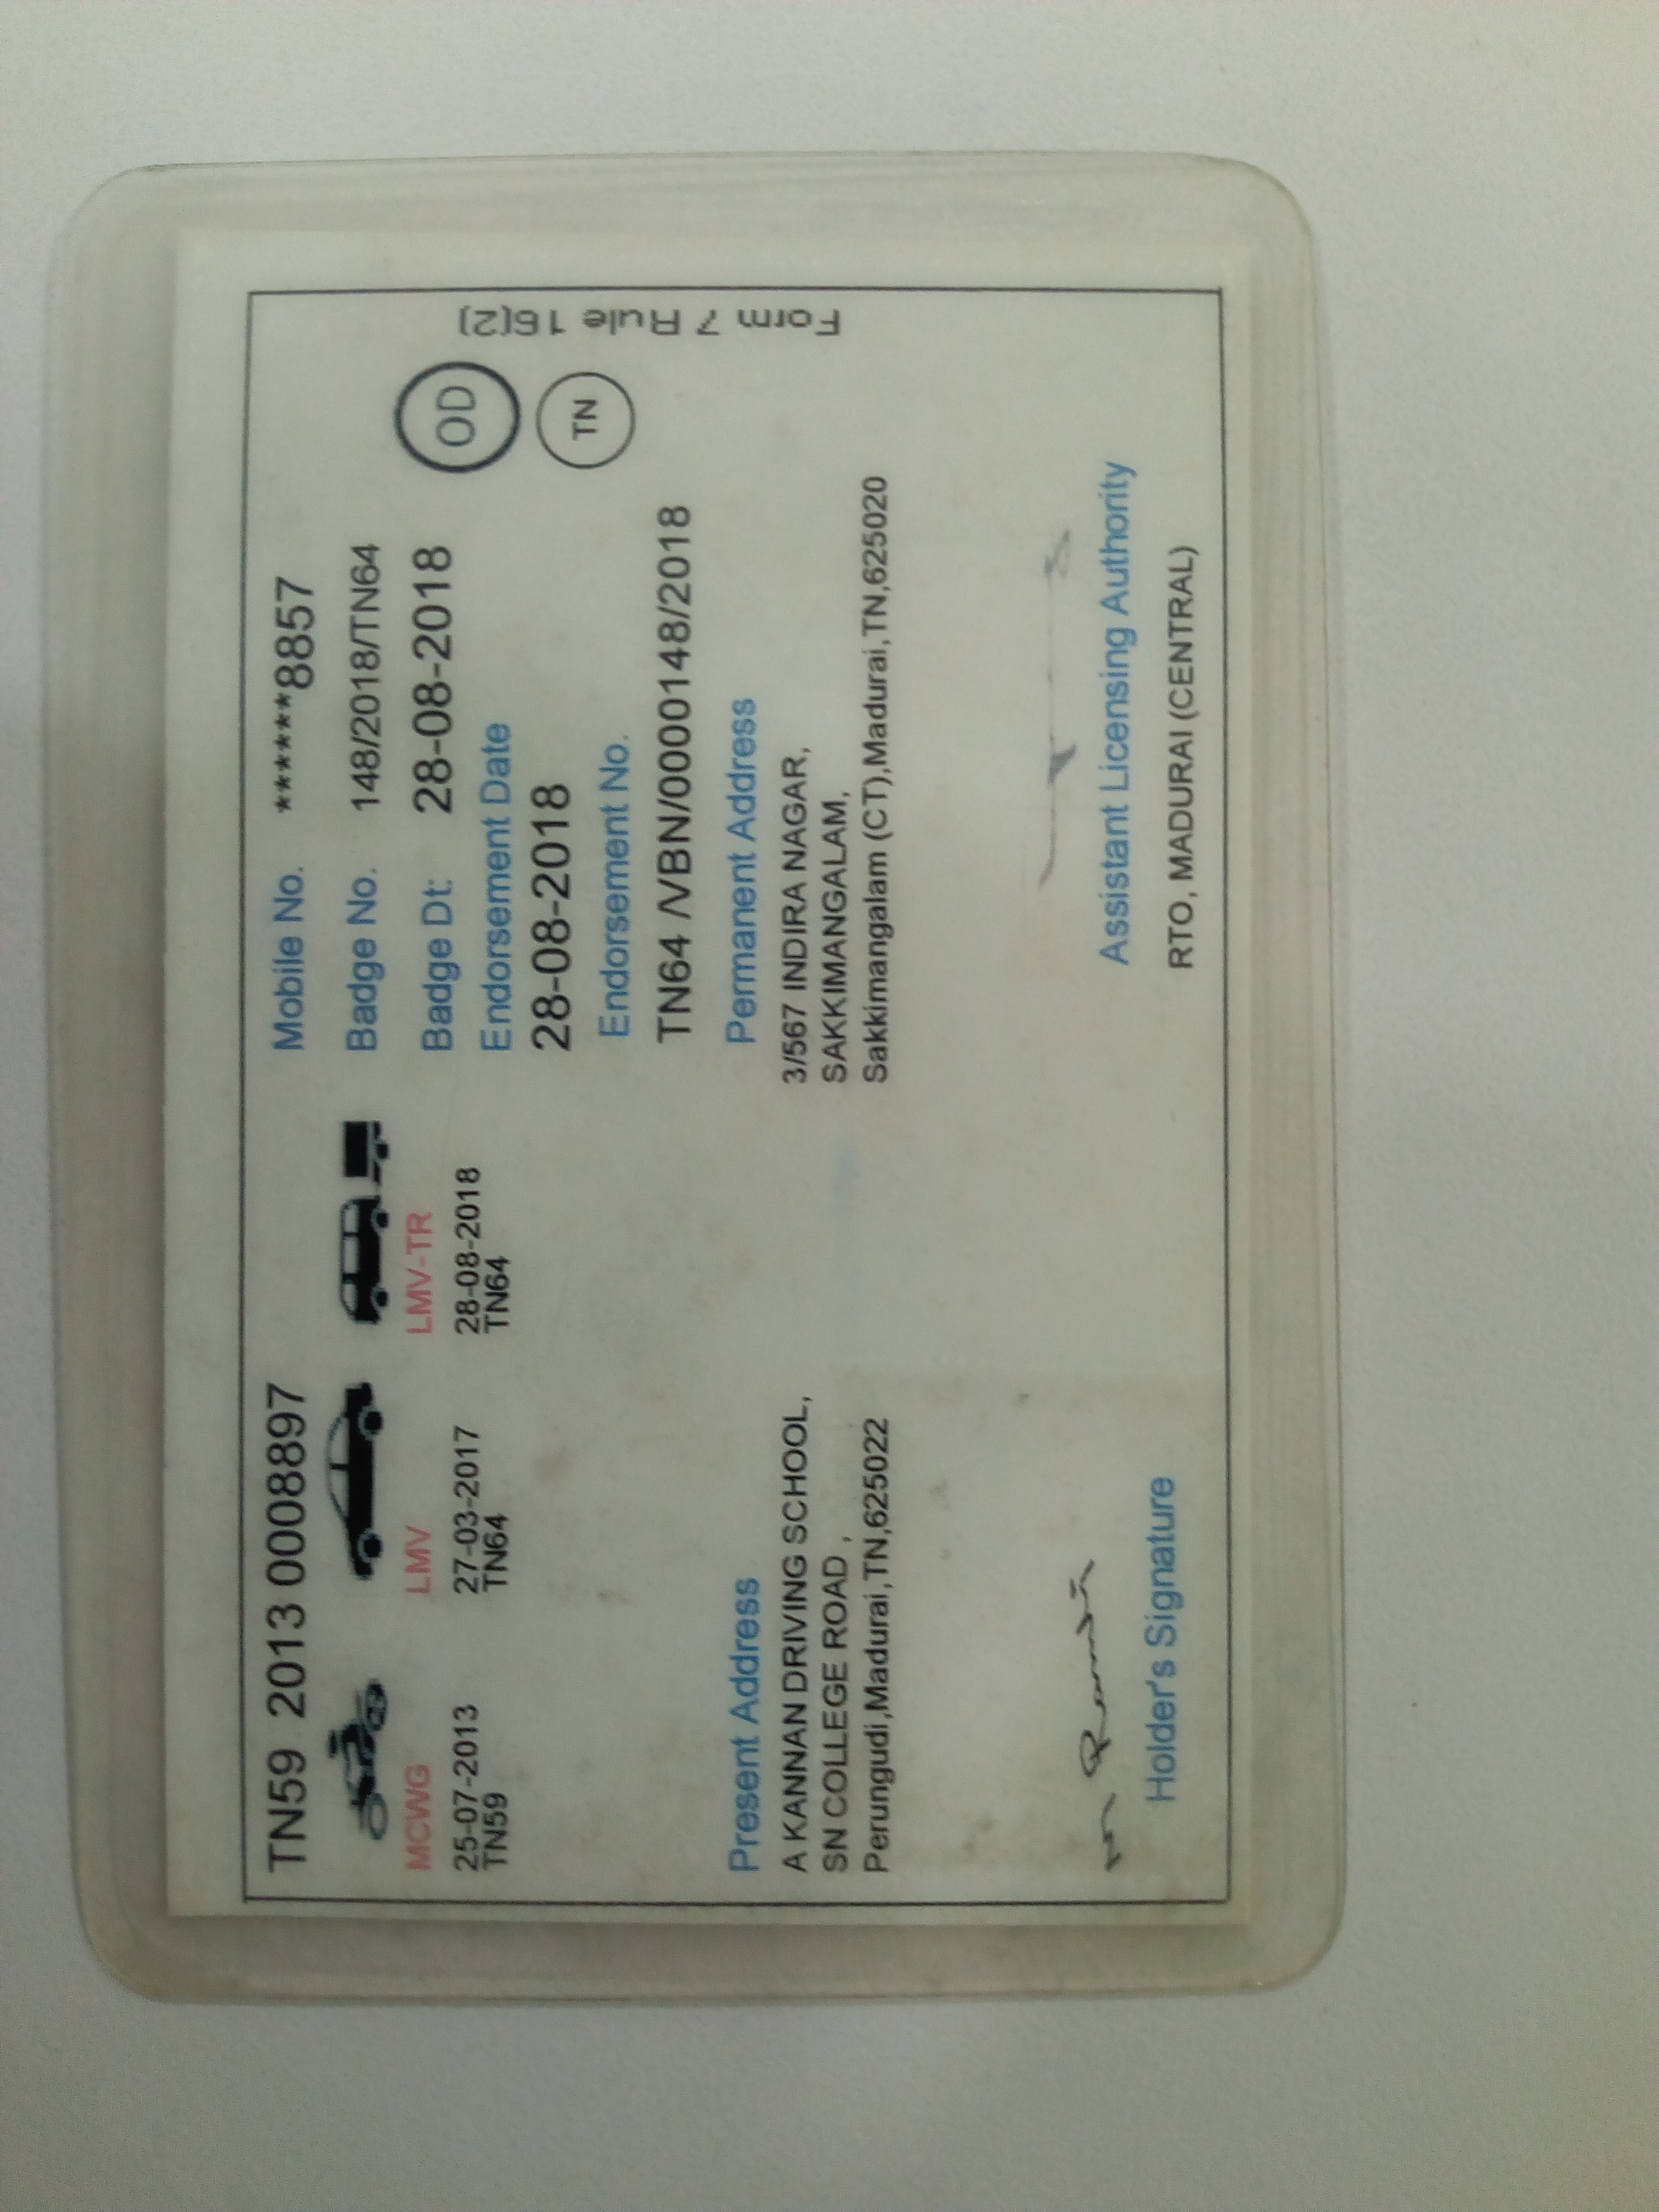 TN59 2013 0008897
MCWG
25-07-2013
TN59
LMV
27-03-2017
TN64
LMV-TR
28-08-2018
TN64
Mobile No. ******8857
Badge No. 148/2018/TN64
Badge Dt: 28-08-2018
Endorsement Date
28-08-2018
Endorsement No.
TN64 /VBN/0000148/2018
OD
TN
Form 7 Rule 16(2)
Present Address
A KANNAN DRIVING SCHOOL,
SN COLLEGE ROAD ,
Perungudi,Madurai,TN,625022
Permanent Address
3/567 INDIRA NAGAR,
SAKKIMANGALAM,
Sakkimangalam (CT),Madurai,TN,625020
Holder's Signature
Assistant Licensing Authority
RTO, MADURAI (CENTRAL)